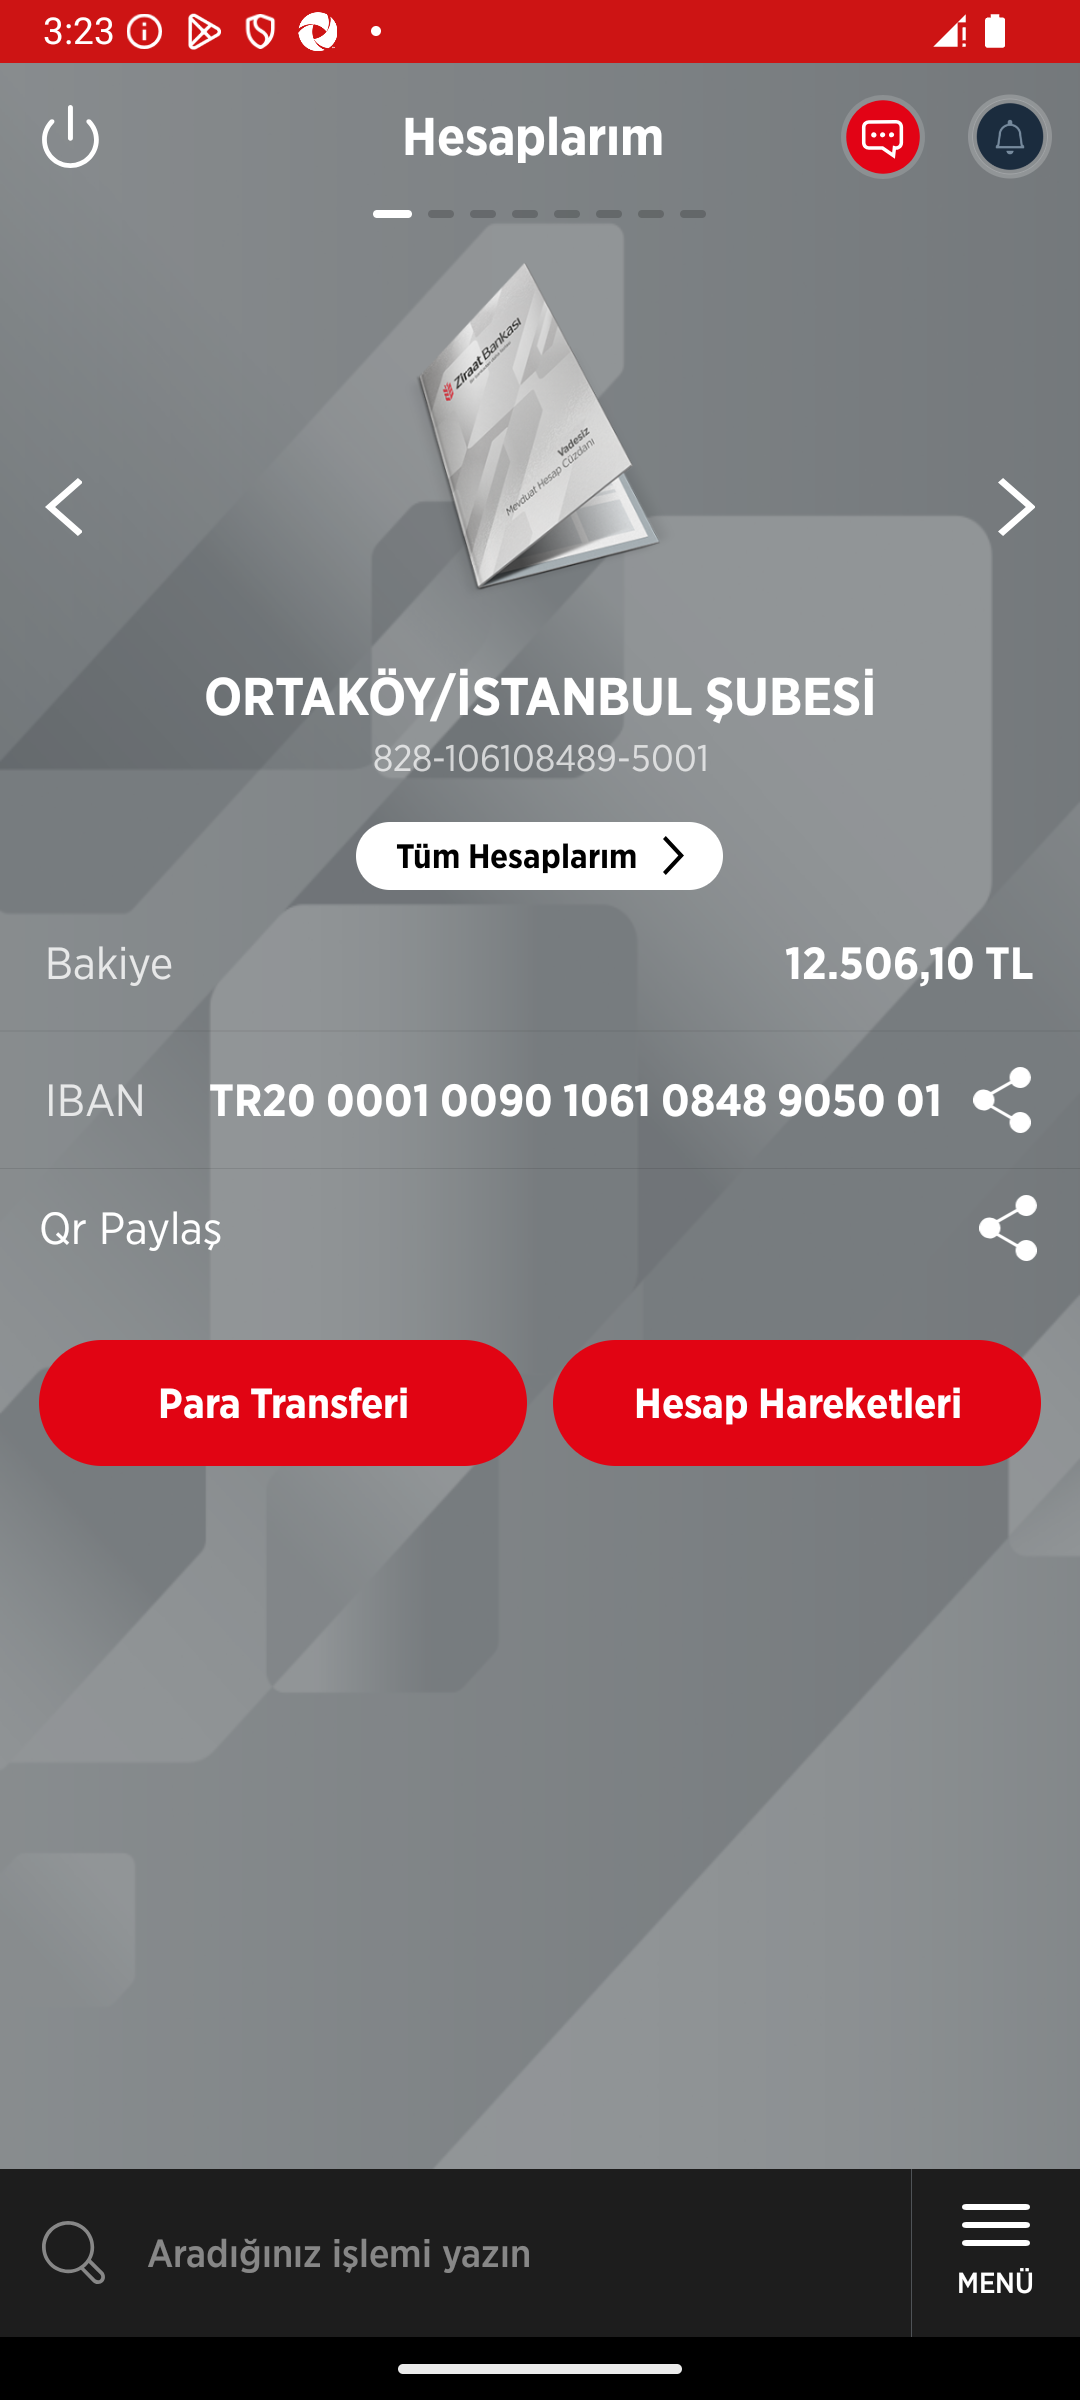 3:23
Hesaplarım
Ziraat Bankası
Vadesiz
Mevduat Hesap Cüzdanı
ORTAKÖY/İSTANBUL ŞUBESİ
828-106108489-5001
Tüm Hesaplarım
Bakiye 12.506,10 TL
IBAN TR20 0001 0090 1061 0848 9050 01
Qr Paylaş
Para Transferi Hesap Hareketleri
Aradığınız işlemi yazın
MENÜ